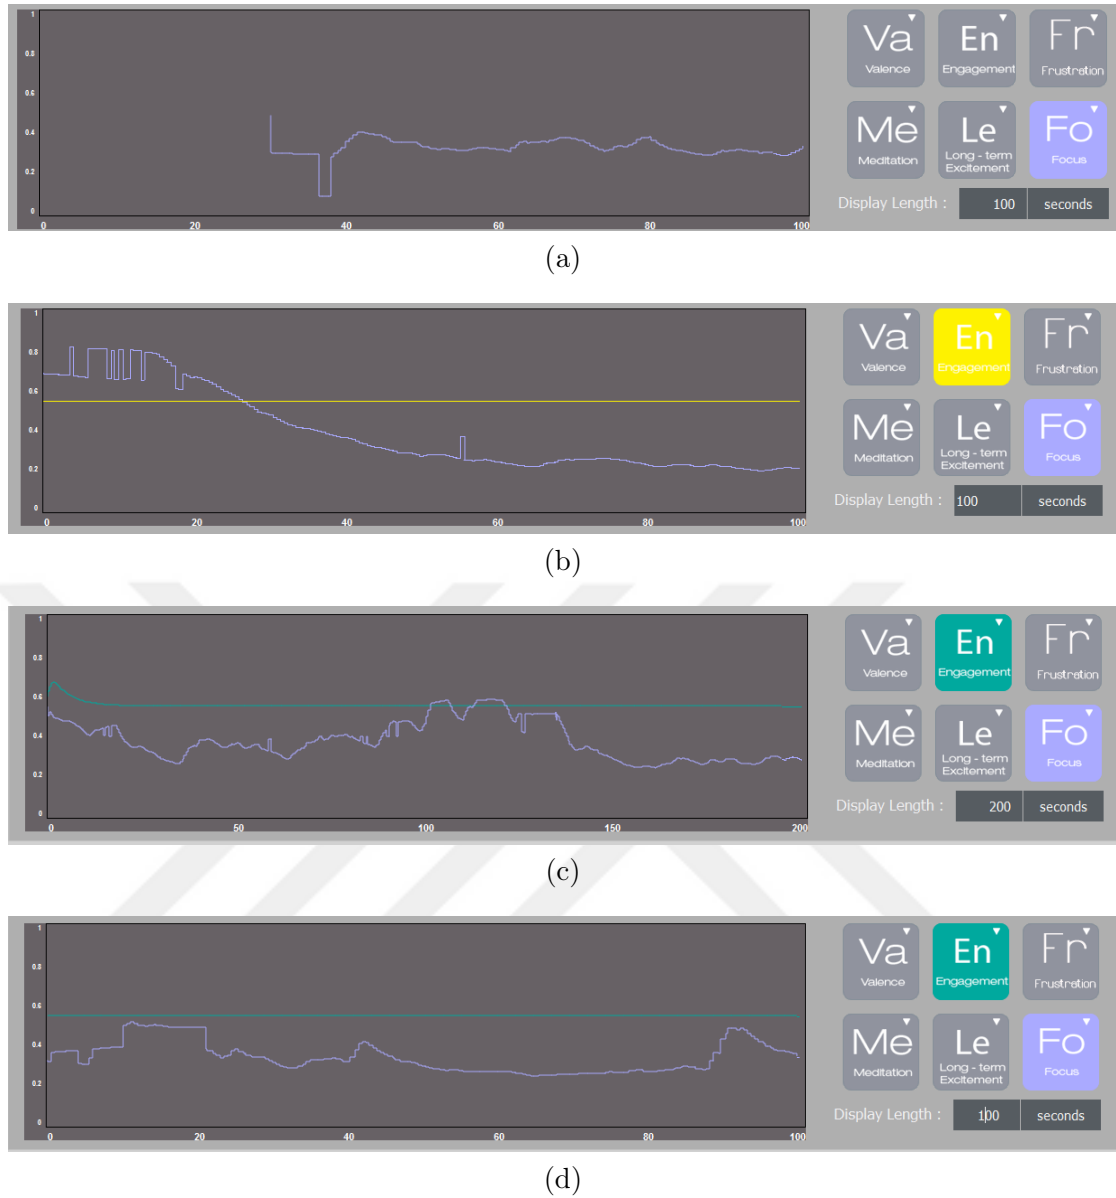 1
0.8
0.6
0.4
0.2
0
0 20 40 60 80 100
Va En Fr
Valence Engagement Frustration
Me Le Fo
Meditation Long - term Excitement Focus
Display Length : 100 seconds
(a)
1
0.8
0.6
0.4
0.2
0
0 20 40 60 80 100
Va En Fr
Valence Engagement Frustration
Me Le Fo
Meditation Long - term Excitement Focus
Display Length : 100 seconds
(b)
1
0.8
0.6
0.4
0.2
0
0 50 100 150 200
Va En Fr
Valence Engagement Frustration
Me Le Fo
Meditation Long - term Excitement Focus
Display Length : 200 seconds
(c)
1
0.8
0.6
0.4
0.2
0
0 20 40 60 80 100
Va En Fr
Valence Engagement Frustration
Me Le Fo
Meditation Long - term Excitement Focus
Display Length : 100 seconds
(d)